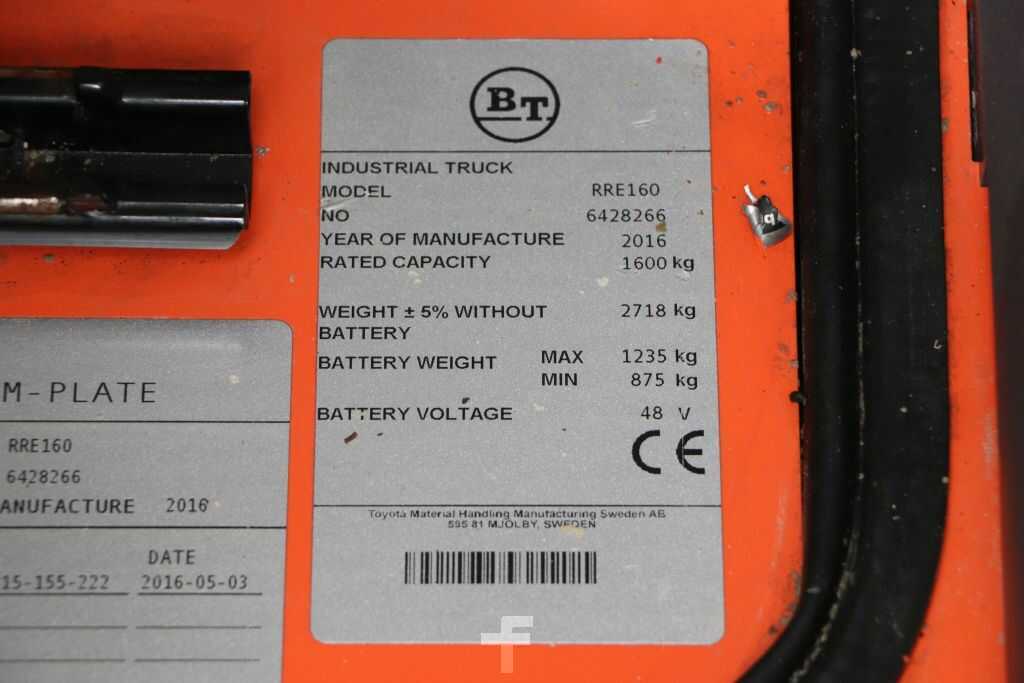 BT
INDUSTRIAL TRUCK
MODEL RRE160
NO 6428266
YEAR OF MANUFACTURE 2016
RATED CAPACITY 1600 kg
WEIGHT ± 5% WITHOUT 2718 kg
BATTERY
BATTERY WEIGHT MAX 1235 kg
MIN 875 kg
BATTERY VOLTAGE 48 V
CE
Toyota Material Handling Manufacturing Sweden AB
595 81 MJÖLBY, SWEDEN
M-PLATE
RRE160
6428266
ANUFACTURE 2016
DATE
15-155-222 2016-05-03